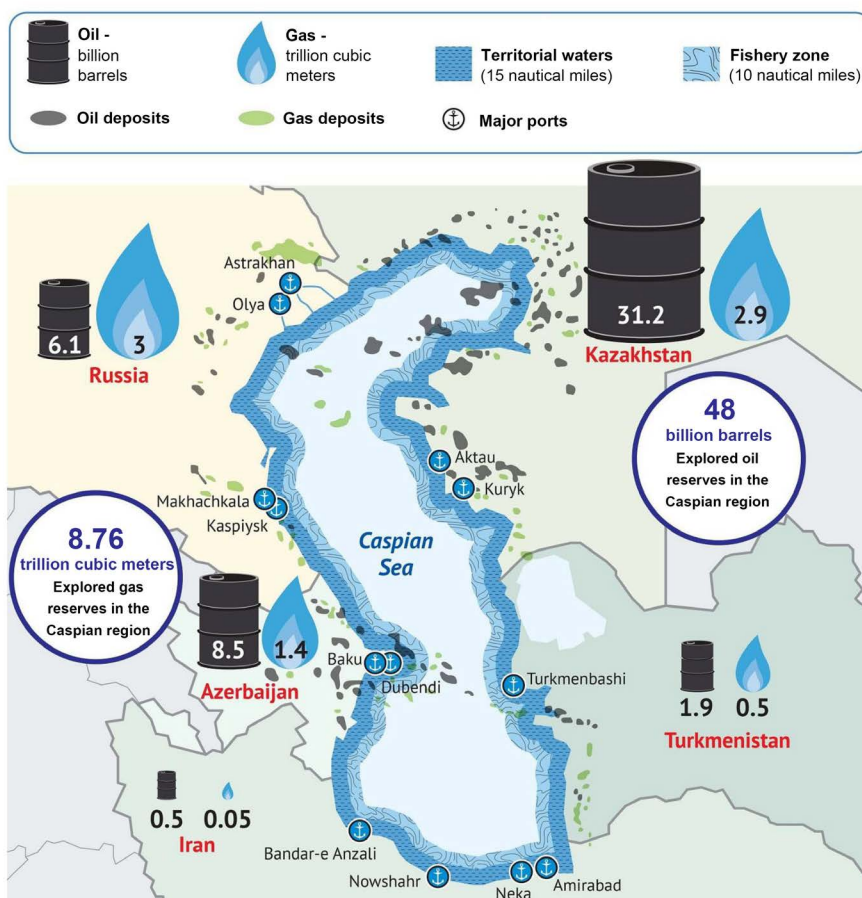 Oil -
billion
barrels
Gas -
trillion cubic
meters
Territorial waters
(15 nautical miles)
Fishery zone
(10 nautical miles)
Oil deposits
Gas deposits
Major ports
Astrakhan
Olya
6.1
3
Russia
31.2
2.9
Kazakhstan
48
billion barrels
Explored oil
reserves in the
Caspian region
Aktau
Kuryk
Makhachkala
Kaspiysk
8.76
trillion cubic meters
Explored gas
reserves in the
Caspian region
Caspian
Sea
8.5
1.4
Azerbaijan
Baku
Dubendi
Turkmenbashi
1.9
0.5
Turkmenistan
0.5
0.05
Iran
Bandar-e Anzali
Nowshahr
Neka
Amirabad